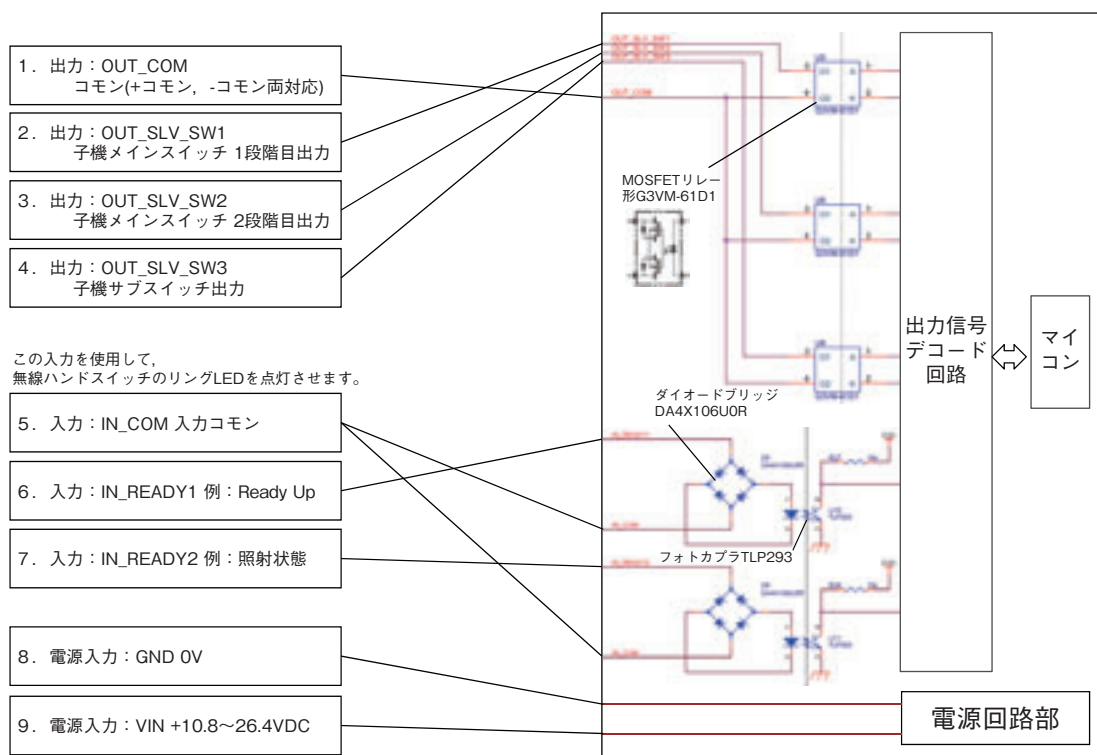 1. 出力：OUT_COM
コモン(+コモン，-コモン両対応)
2. 出力：OUT_SLV_SW1
子機メインスイッチ 1段階目出力
3. 出力：OUT_SLV_SW2
子機メインスイッチ 2段階目出力
4. 出力：OUT_SLV_SW3
子機サブスイッチ出力
この入力を使用して，
無線ハンドスイッチのリングLEDを点灯させます。
5. 入力：IN_COM 入力コモン
6. 入力：IN_READY1 例：Ready Up
7. 入力：IN_READY2 例：照射状態
8. 電源入力：GND 0V
9. 電源入力：VIN +10.8～26.4VDC
OUT_COM
MOSFETリレー
形G3VM-61D1
ダイオードブリッジ
DA4X106U0R
フォトカプラTLP293
出力信号
デコード
回路
マイ
コン
電源回路部